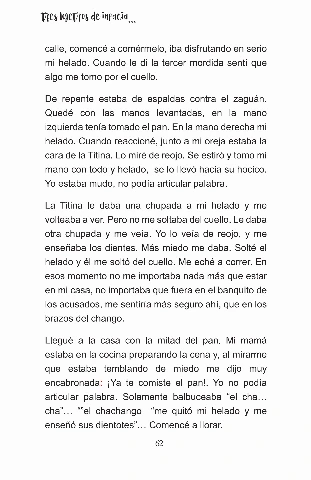 Tres lagartijas de infancia...
calle, comencé a comérmelo, iba disfrutando en serio
mi helado. Cuando le di la tercer mordida sentí que
algo me tomo por el cuello.
De repente estaba de espaldas contra el zaguán.
Quedé con las manos levantadas, en la mano
izquierda tenía tomado el pan. En la mano derecha mi
helado. Cuando reaccioné, junto a mi oreja estaba la
cara de la Titina. Lo miré de reojo. Se estiró y tomo mi
mano con todo y helado, se lo llevó hacia su hocico.
Yo estaba mudo, no podía articular palabra.
La Titina le daba una chupada a mi helado y me
volteaba a ver. Pero no me soltaba del cuello. Le daba
otra chupada y me veía. Yo lo veía de reojo, y me
enseñaba los dientes. Más miedo me daba. Solté el
helado y él me soltó del cuello. Me eché a correr. En
esos momento no me importaba nada más que estar
en mi casa, no importaba que fuera en el banquito de
los acusados, me sentiría más seguro ahí, que en los
brazos del chango.
Llegué a la casa con la mitad del pan. Mi mamá
estaba en la cocina preparando la cena y, al mirarme
que estaba temblando de miedo me dijo muy
encabronada: ¡Ya te comiste el pan!. Yo no podía
articular palabra. Solamente balbuceaba “el cha…
cha”… “”el chachango “me quitó mi helado y me
enseñó sus dientotes”… Comencé a llorar.
62